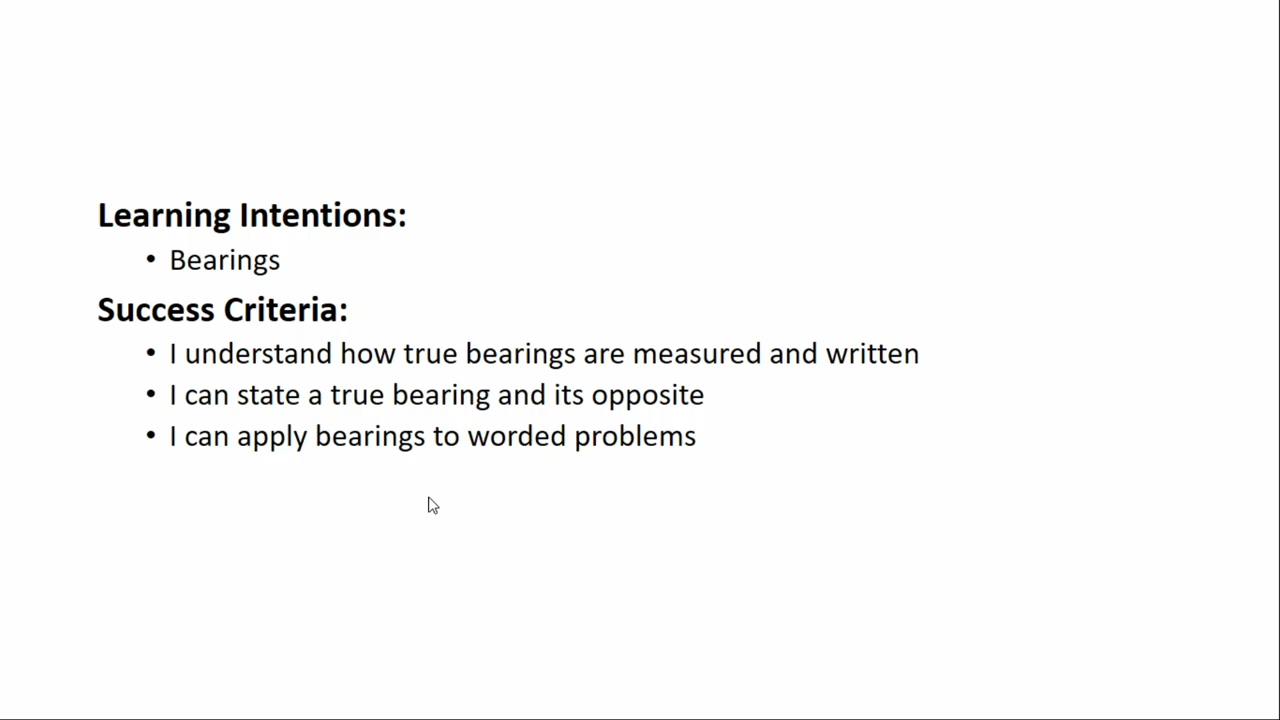 Learning Intentions:
• Bearings
Success Criteria:
• I understand how true bearings are measured and written
• I can state a true bearing and its opposite
• I can apply bearings to worded problems